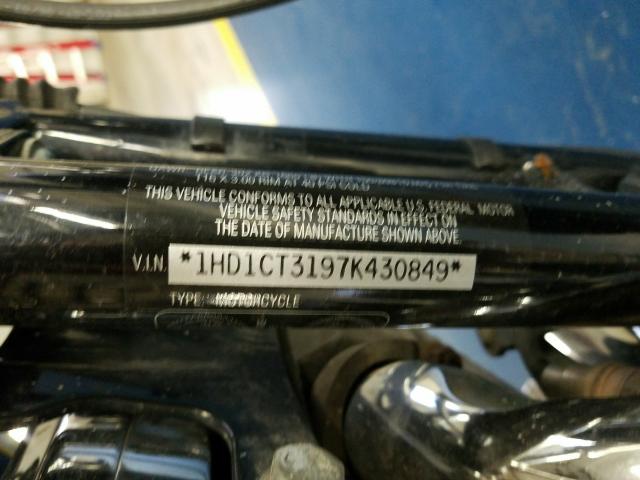 THIS VEHICLE CONFORMS TO ALL APPLICABLE U.S. FEDERAL MOTOR
VEHICLE SAFETY STANDARDS IN EFFECT ON
THE DATE OF MANUFACTURE SHOWN ABOVE.
V.I.N. *1HD1CT3197K430849*
TYPE: MOTORCYCLE